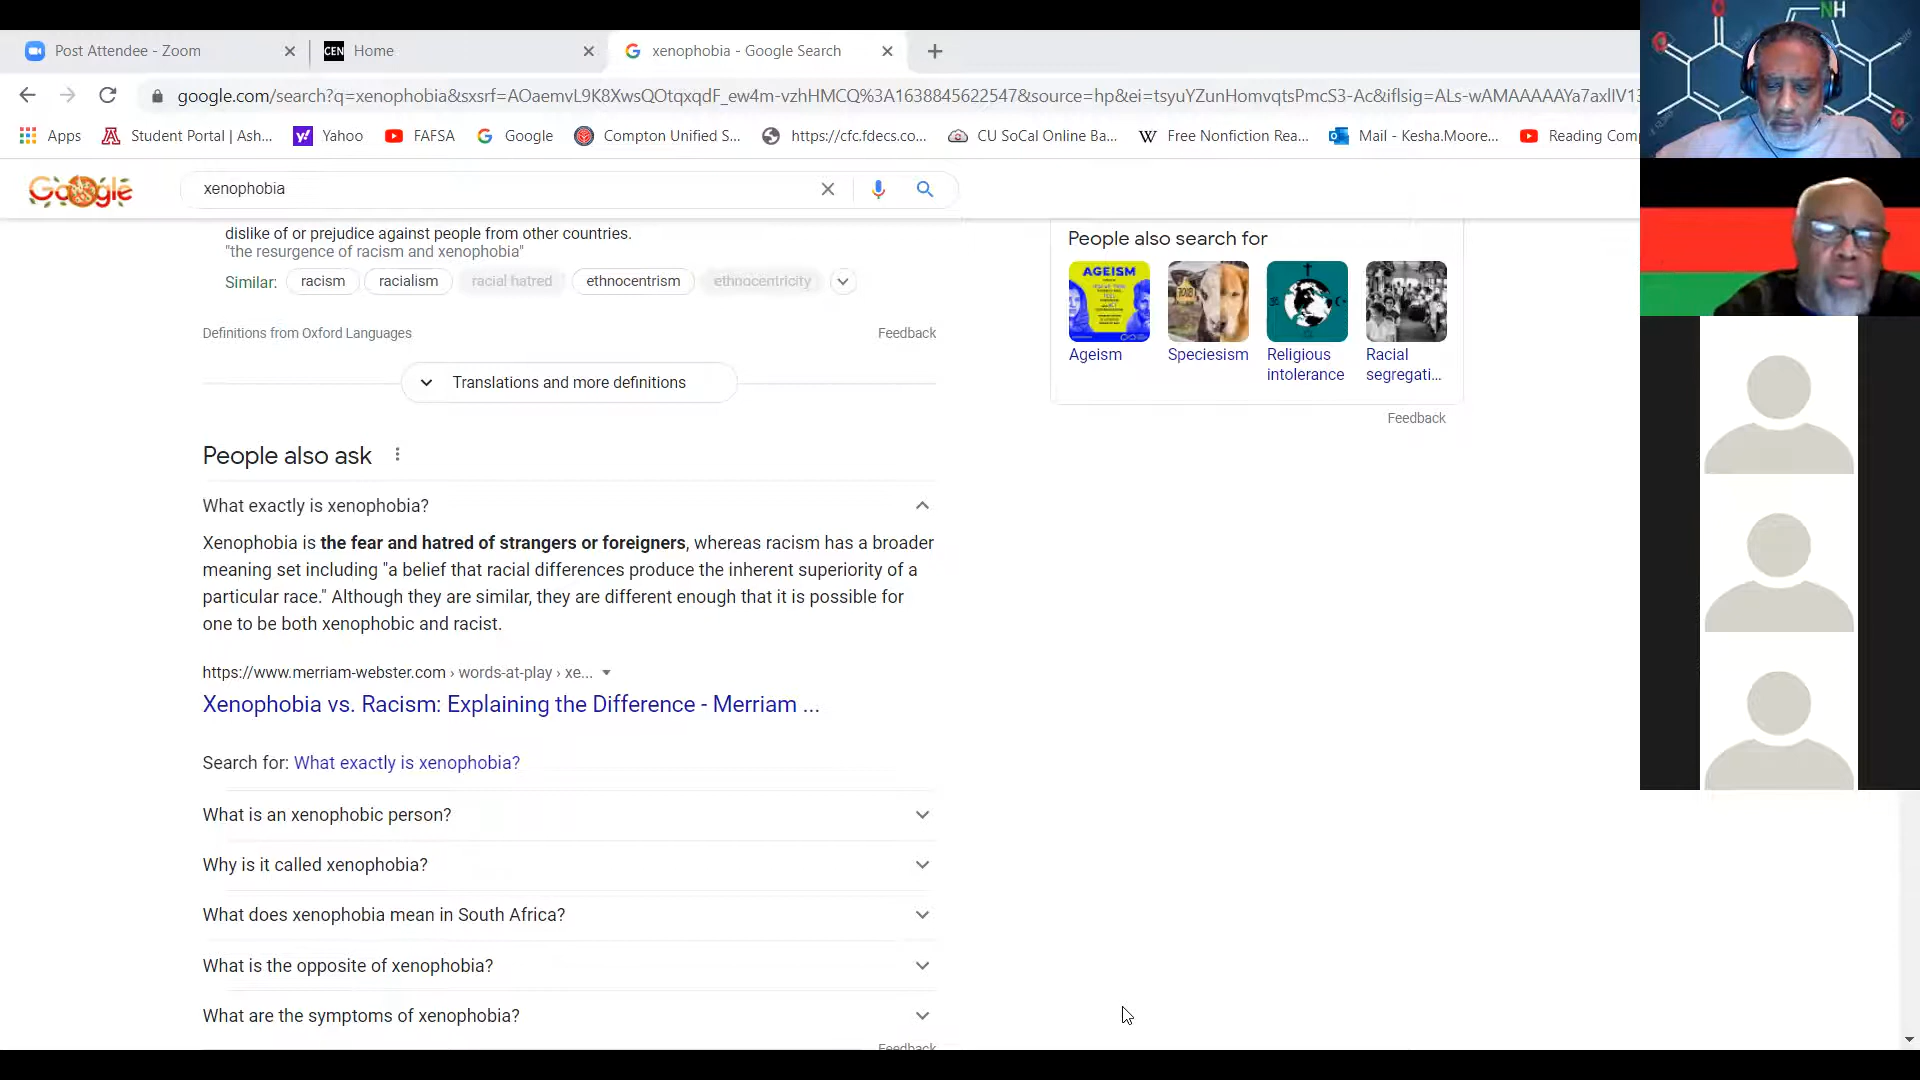 Post Attendee - Zoom
CEN Home
xenophobia - Google Search
google.com/search?q=xenophobia&sxsrf=AOaemvL9K8XwsQOtqxqdF_ew4m-vzhHMCQ%3A1638845622547&source=hp&ei=tsyuYZunHomvqtsPmcS3-Ac&iflsig=ALs-wAMAAAAAYa7axlIV13
Apps
Student Portal | Ash...
Yahoo
FAFSA
Google
Compton Unified S...
https://cfc.fdecs.co...
CU SoCal Online Ba...
W Free Nonfiction Rea...
Mail - Kesha.Moore...
Reading Com
NH
Google
xenophobia
dislike of or prejudice against people from other countries.
"the resurgence of racism and xenophobia"
Similar: racism racialism racial hatred ethnocentrism ethnocentricity
Definitions from Oxford Languages
Feedback
Translations and more definitions
People also search for
AGEISM
Ageism
Speciesism
Religious
intolerance
Racial
segregati...
Feedback
People also ask
What exactly is xenophobia?
Xenophobia is the fear and hatred of strangers or foreigners, whereas racism has a broader
meaning set including "a belief that racial differences produce the inherent superiority of a
particular race." Although they are similar, they are different enough that it is possible for
one to be both xenophobic and racist.
https://www.merriam-webster.com › words-at-play › xe...
Xenophobia vs. Racism: Explaining the Difference - Merriam ...
Search for: What exactly is xenophobia?
What is an xenophobic person?
Why is it called xenophobia?
What does xenophobia mean in South Africa?
What is the opposite of xenophobia?
What are the symptoms of xenophobia?
Feedback